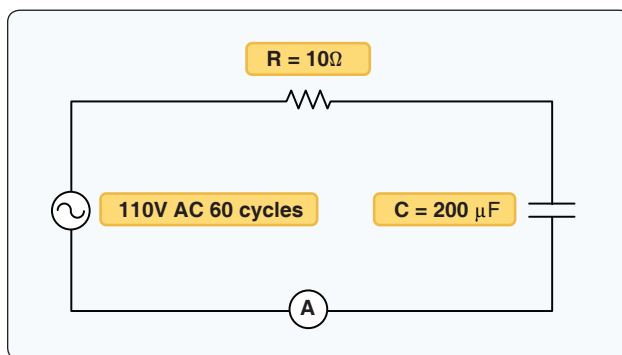 R = 10Ω
110V AC 60 cycles
C = 200 μF
A